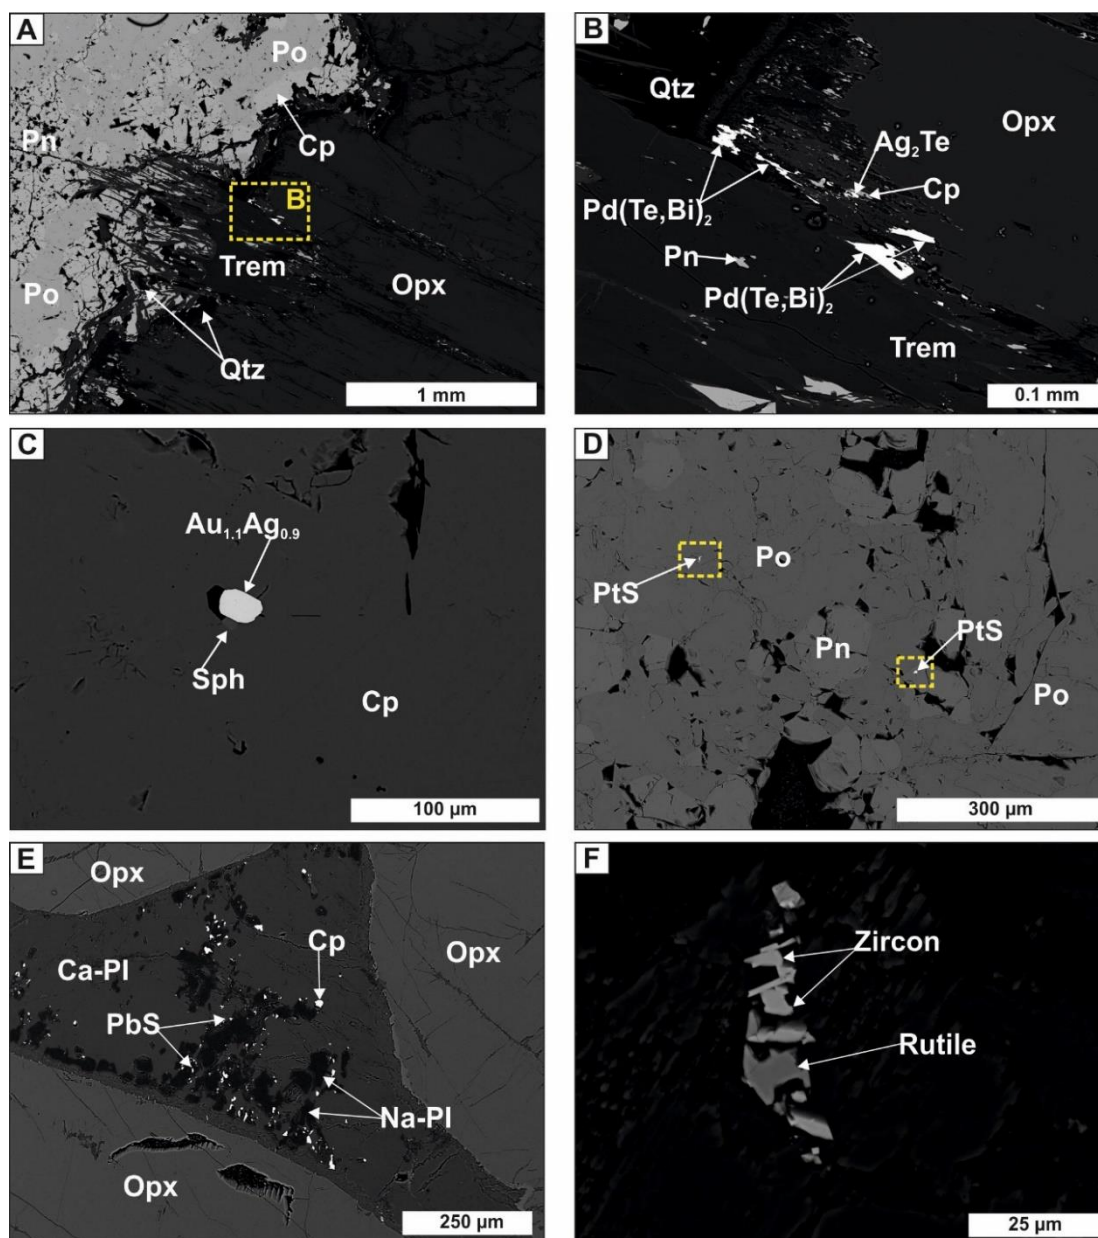 A
Po
Cp
Pn
B
Trem
Po
Opx
Qtz
1 mm
B
Qtz
Opx
Ag₂Te
Cp
Pd(Te,Bi)₂
Pn
Pd(Te,Bi)₂
Trem
0.1 mm
C
Au₁.₁Ag₀.₉
Sph
Cp
100 µm
D
Po
PtS
PtS
Pn
Po
300 µm
E
Opx
Cp
Opx
Ca-Pl
PbS
Na-Pl
Opx
250 µm
F
Zircon
Rutile
25 µm